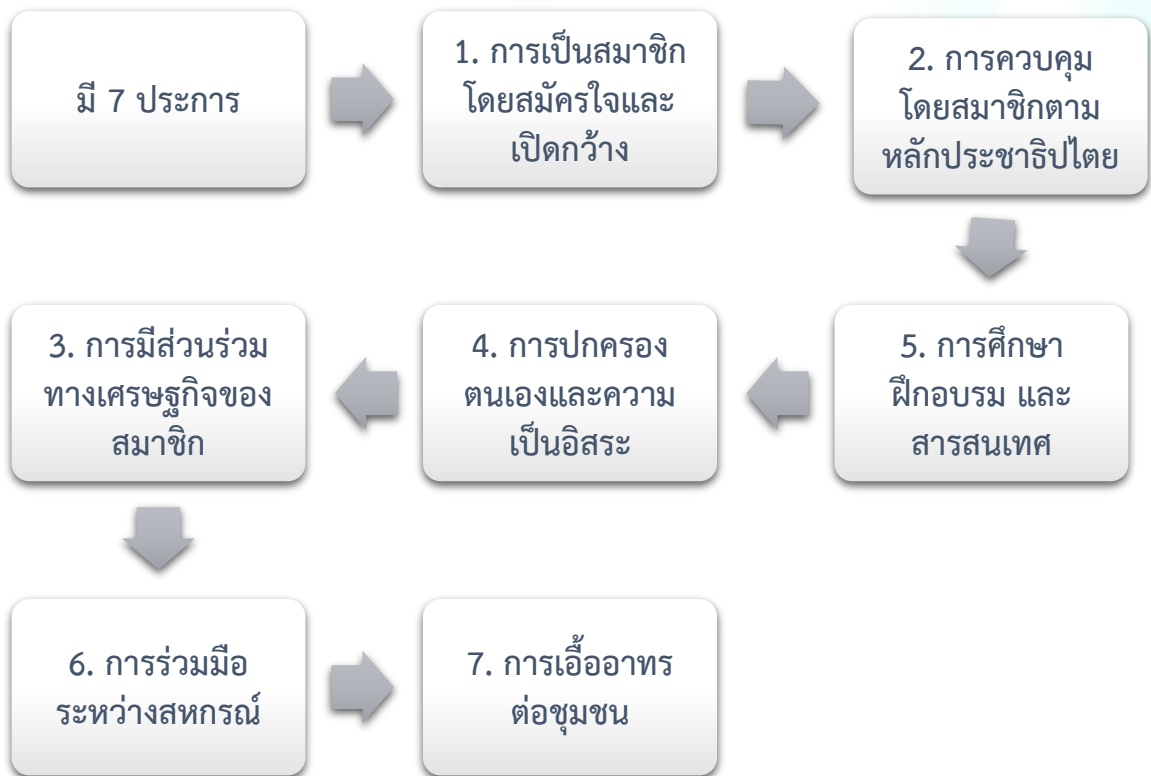 มี 7 ประการ
1. การเป็นสมาชิก
โดยสมัครใจและ
เปิดกว้าง
2. การควบคุม
โดยสมาชิกตาม
หลักประชาธิปไตย
3. การมีส่วนร่วม
ทางเศรษฐกิจของ
สมาชิก
4. การปกครอง
ตนเองและความ
เป็นอิสระ
5. การศึกษา
ฝึกอบรม และ
สารสนเทศ
6. การร่วมมือ
ระหว่างสหกรณ์
7. การเอื้ออาทร
ต่อชุมชน